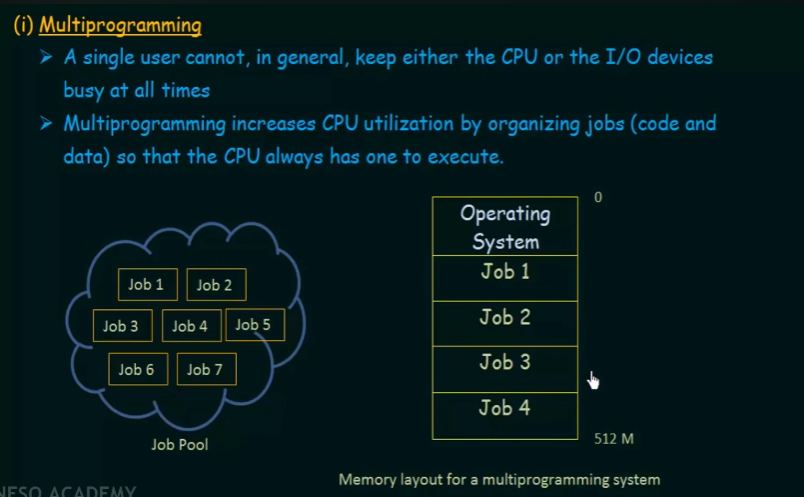 (i) Multiprogramming
➢ A single user cannot, in general, keep either the CPU or the I/O devices
busy at all times
➢ Multiprogramming increases CPU utilization by organizing jobs (code and
data) so that the CPU always has one to execute.
Job 1
Job 2
Job 3
Job 4
Job 5
Job 6
Job 7
Job Pool
0
Operating
System
Job 1
Job 2
Job 3
Job 4
512 M
Memory layout for a multiprogramming system
NESO ACADEMY